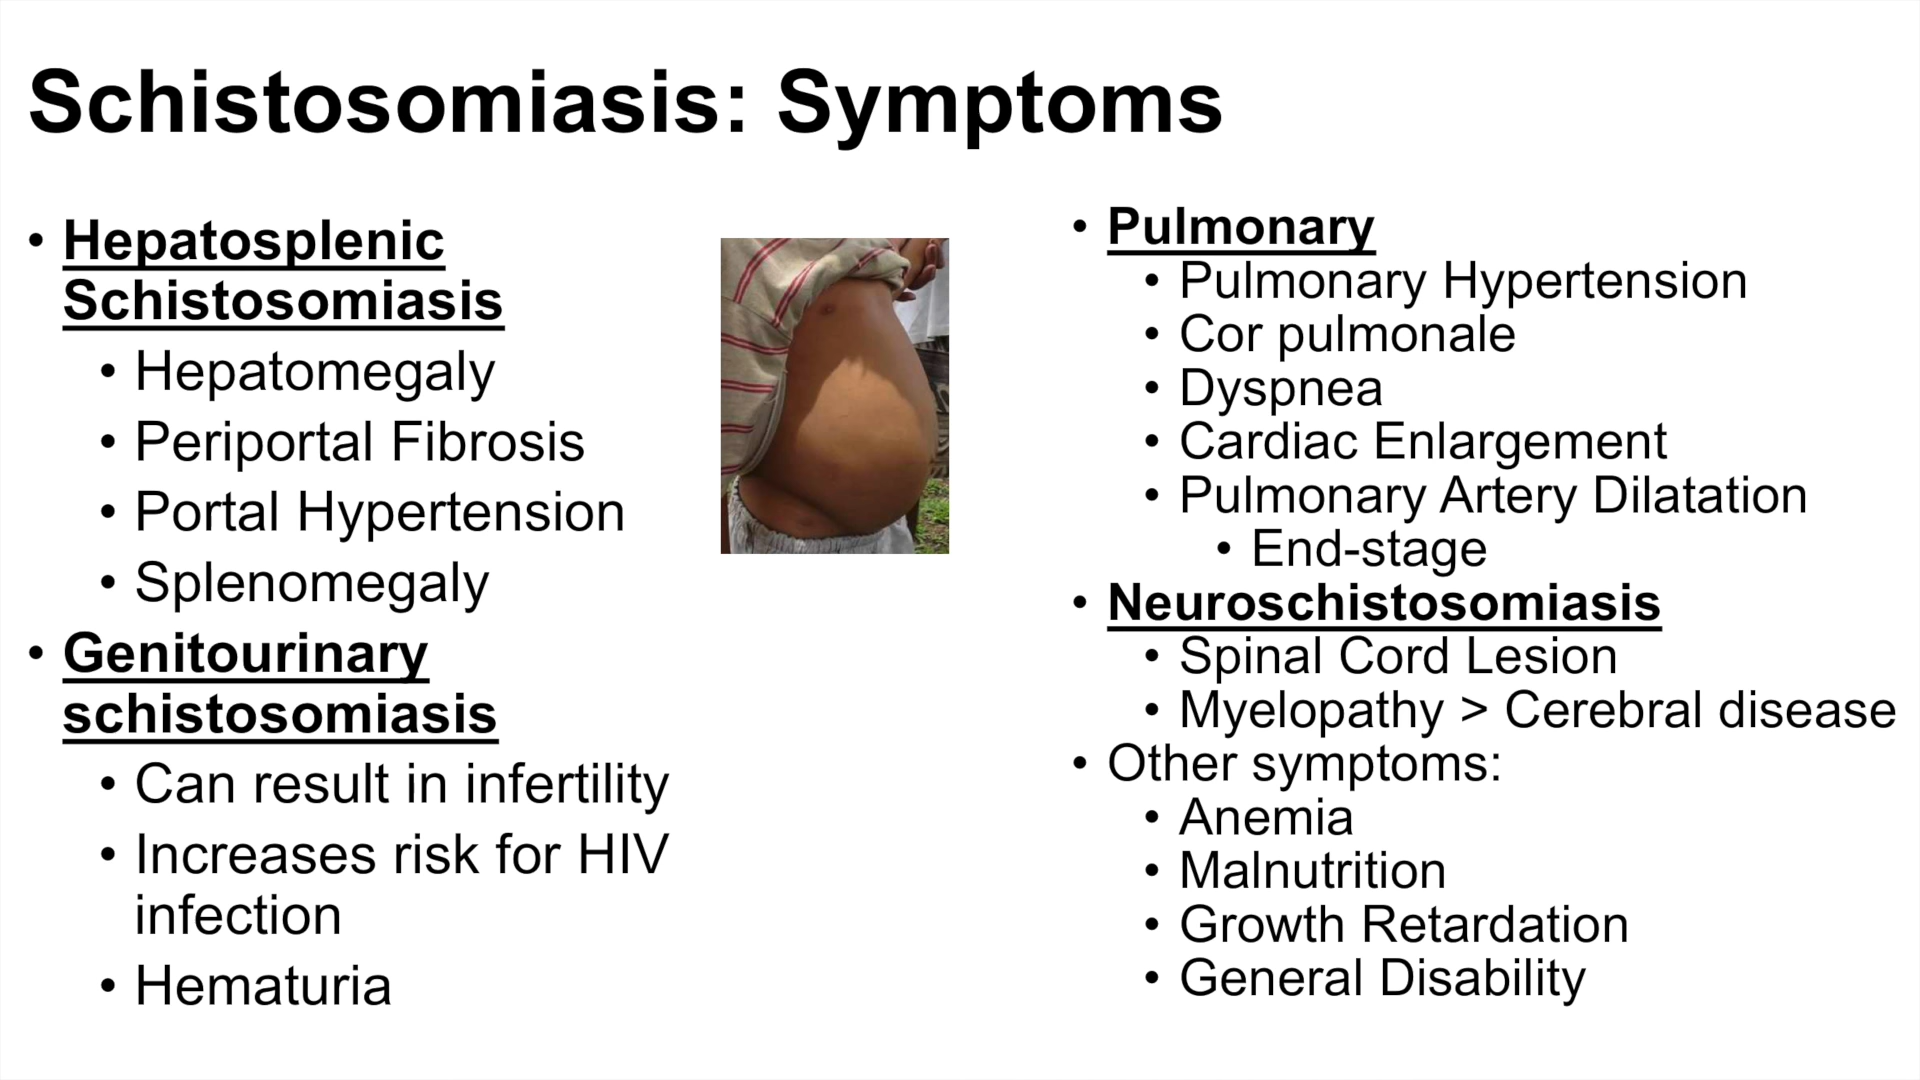 Schistosomiasis: Symptoms
• Hepatosplenic
Schistosomiasis
• Hepatomegaly
• Periportal Fibrosis
• Portal Hypertension
• Splenomegaly
• Genitourinary
schistosomiasis
• Can result in infertility
• Increases risk for HIV
infection
• Hematuria
• Pulmonary
• Pulmonary Hypertension
• Cor pulmonale
• Dyspnea
• Cardiac Enlargement
• Pulmonary Artery Dilatation
• End-stage
• Neuroschistosomiasis
• Spinal Cord Lesion
• Myelopathy > Cerebral disease
• Other symptoms:
• Anemia
• Malnutrition
• Growth Retardation
• General Disability